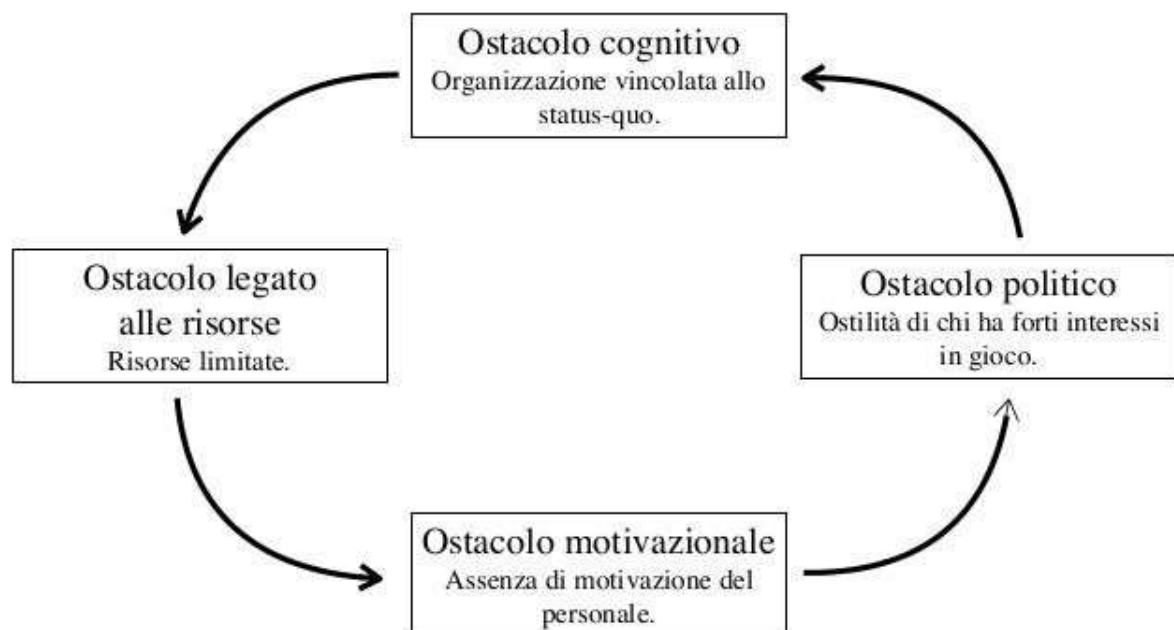 Ostacolo cognitivo
Organizzazione vincolata allo
status-quo.
Ostacolo legato
alle risorse
Risorse limitate.
Ostacolo politico
Ostilità di chi ha forti interessi
in gioco.
Ostacolo motivazionale
Assenza di motivazione del
personale.